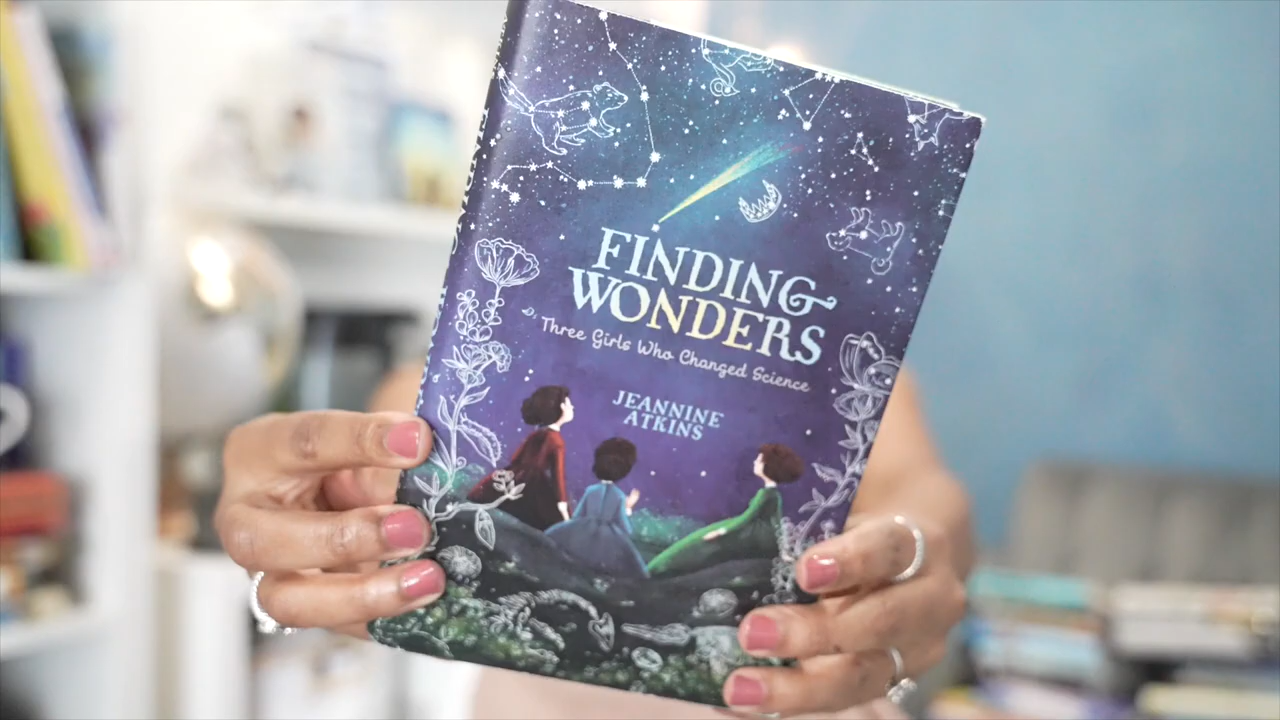 FINDING
WONDERS
Three Girls Who Changed Science
JEANNINE
ATKINS